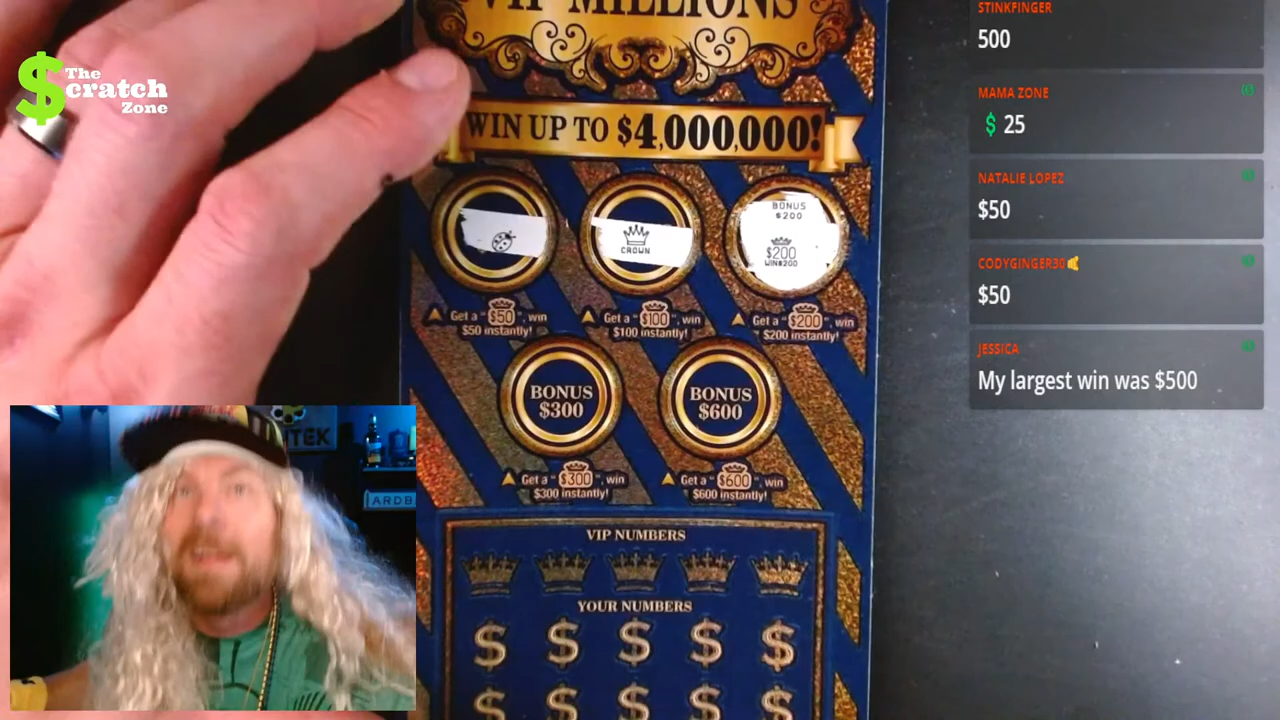 VIP MILLIONS
The
$cratch
Zone
WIN UP TO $4,000,000!
CROWN
BONUS
$200
$200
WIN$200
Get a "$50", win
$50 instantly!
Get a "$100", win
$100 instantly!
Get a "$200", win
$200 instantly!
BONUS
$300
BONUS
$600
Get a "$300", win
$300 instantly!
Get a "$600", win
$600 instantly!
VIP NUMBERS
YOUR NUMBERS
$ $ $ $ $
$ $ $ $ $
STINKFINGER
500
MAMA ZONE
$ 25
NATALIE LOPEZ
$50
CODYGINGER30
$50
JESSICA
My largest win was $500
ARDB